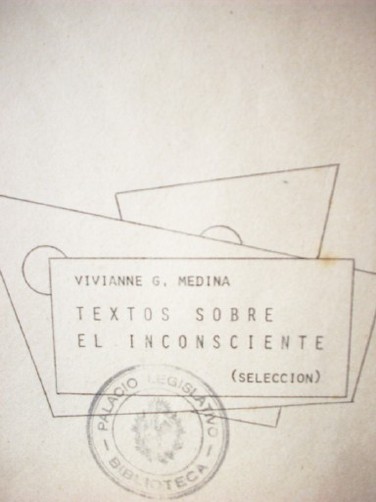 VIVIANNE G. MEDINA
TEXTOS SOBRE
EL INCONSCIENTE
(SELECCION)
PALACIO LEGISLATIVO
BIBLIOTECA